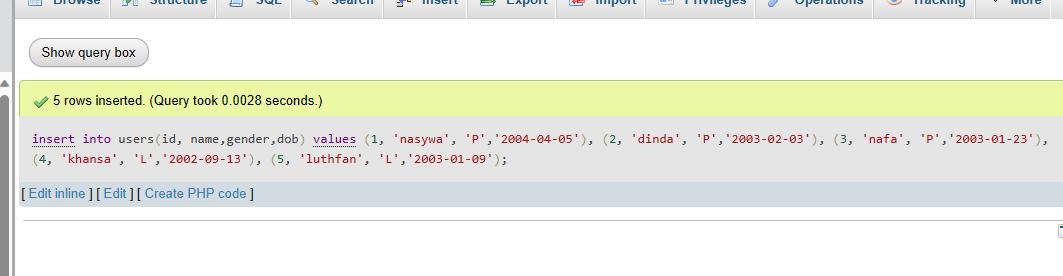 Browse Structure SQL Search Insert Export Import Privileges Operations Tracking More
Show query box
5 rows inserted. (Query took 0.0028 seconds.)
insert into users(id, name,gender,dob) values (1, 'nasywa', 'P','2004-04-05'), (2, 'dinda', 'P','2003-02-03'), (3, 'nafa', 'P','2003-01-23'),
(4, 'khansa', 'L','2002-09-13'), (5, 'luthfan', 'L','2003-01-09');
[ Edit inline ] [ Edit ] [ Create PHP code ]